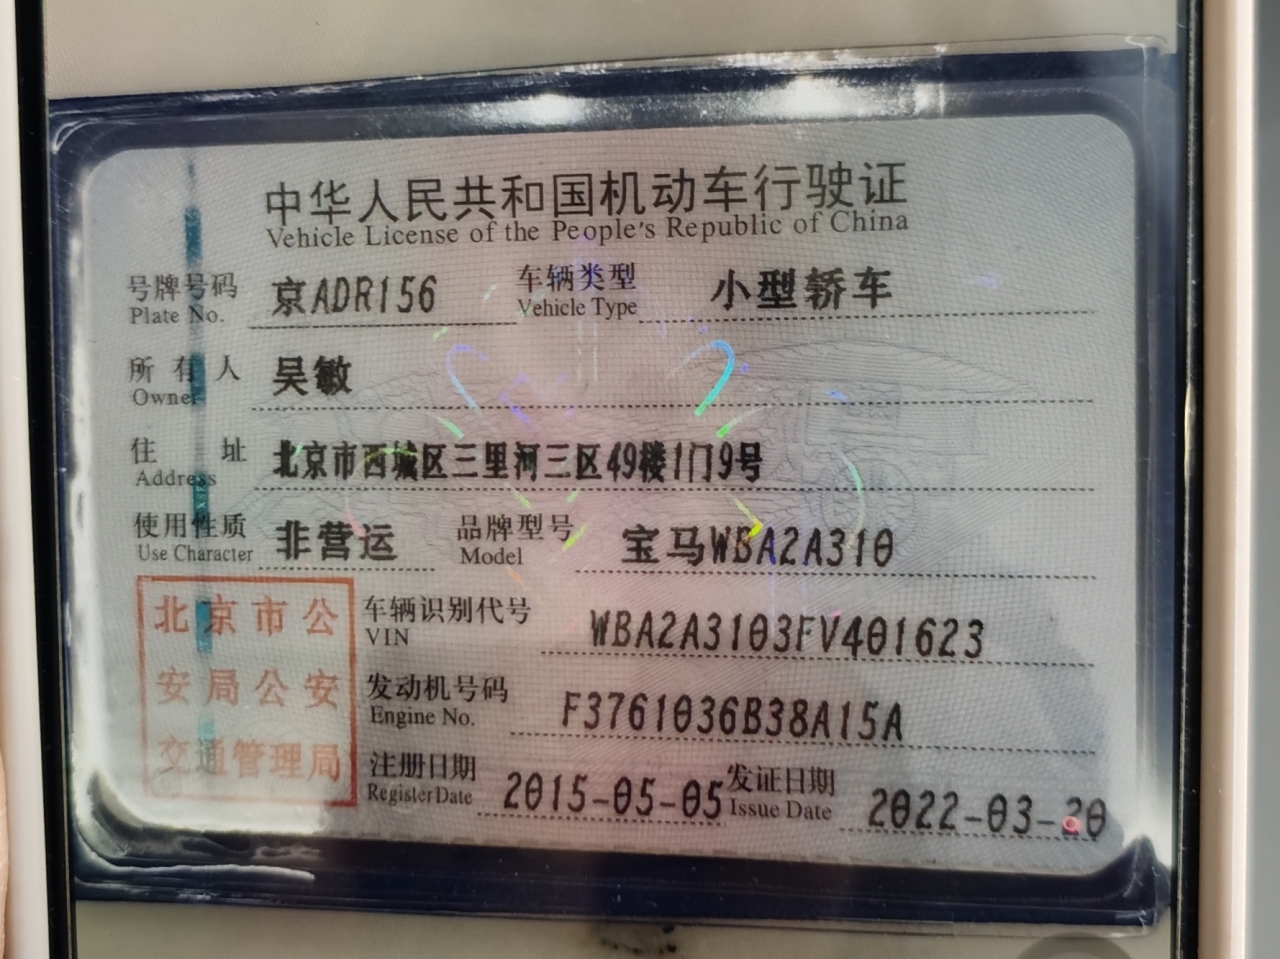 中华人民共和国机动车行驶证
Vehicle License of the People's Republic of China
号牌号码 京ADR156 车辆类型 小型轿车
Plate No. Vehicle Type
所有人 吴敏
Owner
住址 北京市西城区三里河三区49楼1门9号
Address
使用性质 非营运 品牌型号 宝马WBA2A310
Use Character Model
北京市公
安局公安
交通管理局
车辆识别代号 WBA2A3103FV401623
VIN
发动机号码 F3761036B38A15A
Engine No.
注册日期 2015-05-05 发证日期 2022-03-
Register Date Issue Date